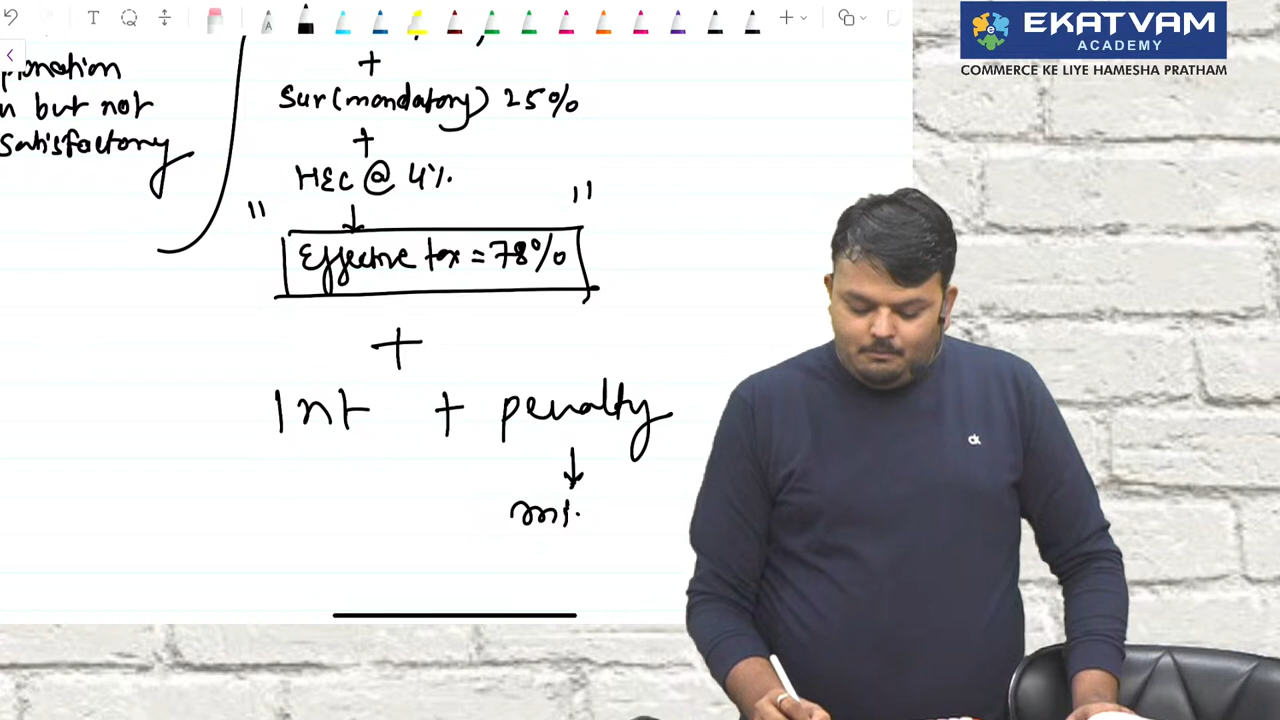 EKATVAM
ACADEMY
COMMERCE KE LIYE HAMESHA PRATHAM
n but not
satisfactory
+
Sur(mandatory) 25%
+
HEC @ 4%
" "
Effective tax = 78%
+
Int + penalty